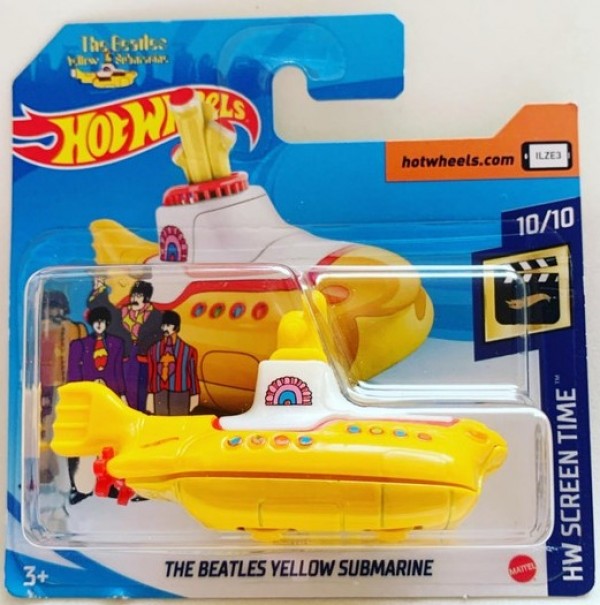 The Beatles
Yellow Submarine
HOT WHEELS
hotwheels.com
ILZE3
10/10
HW SCREEN TIME™
THE BEATLES YELLOW SUBMARINE
3+
MATTEL